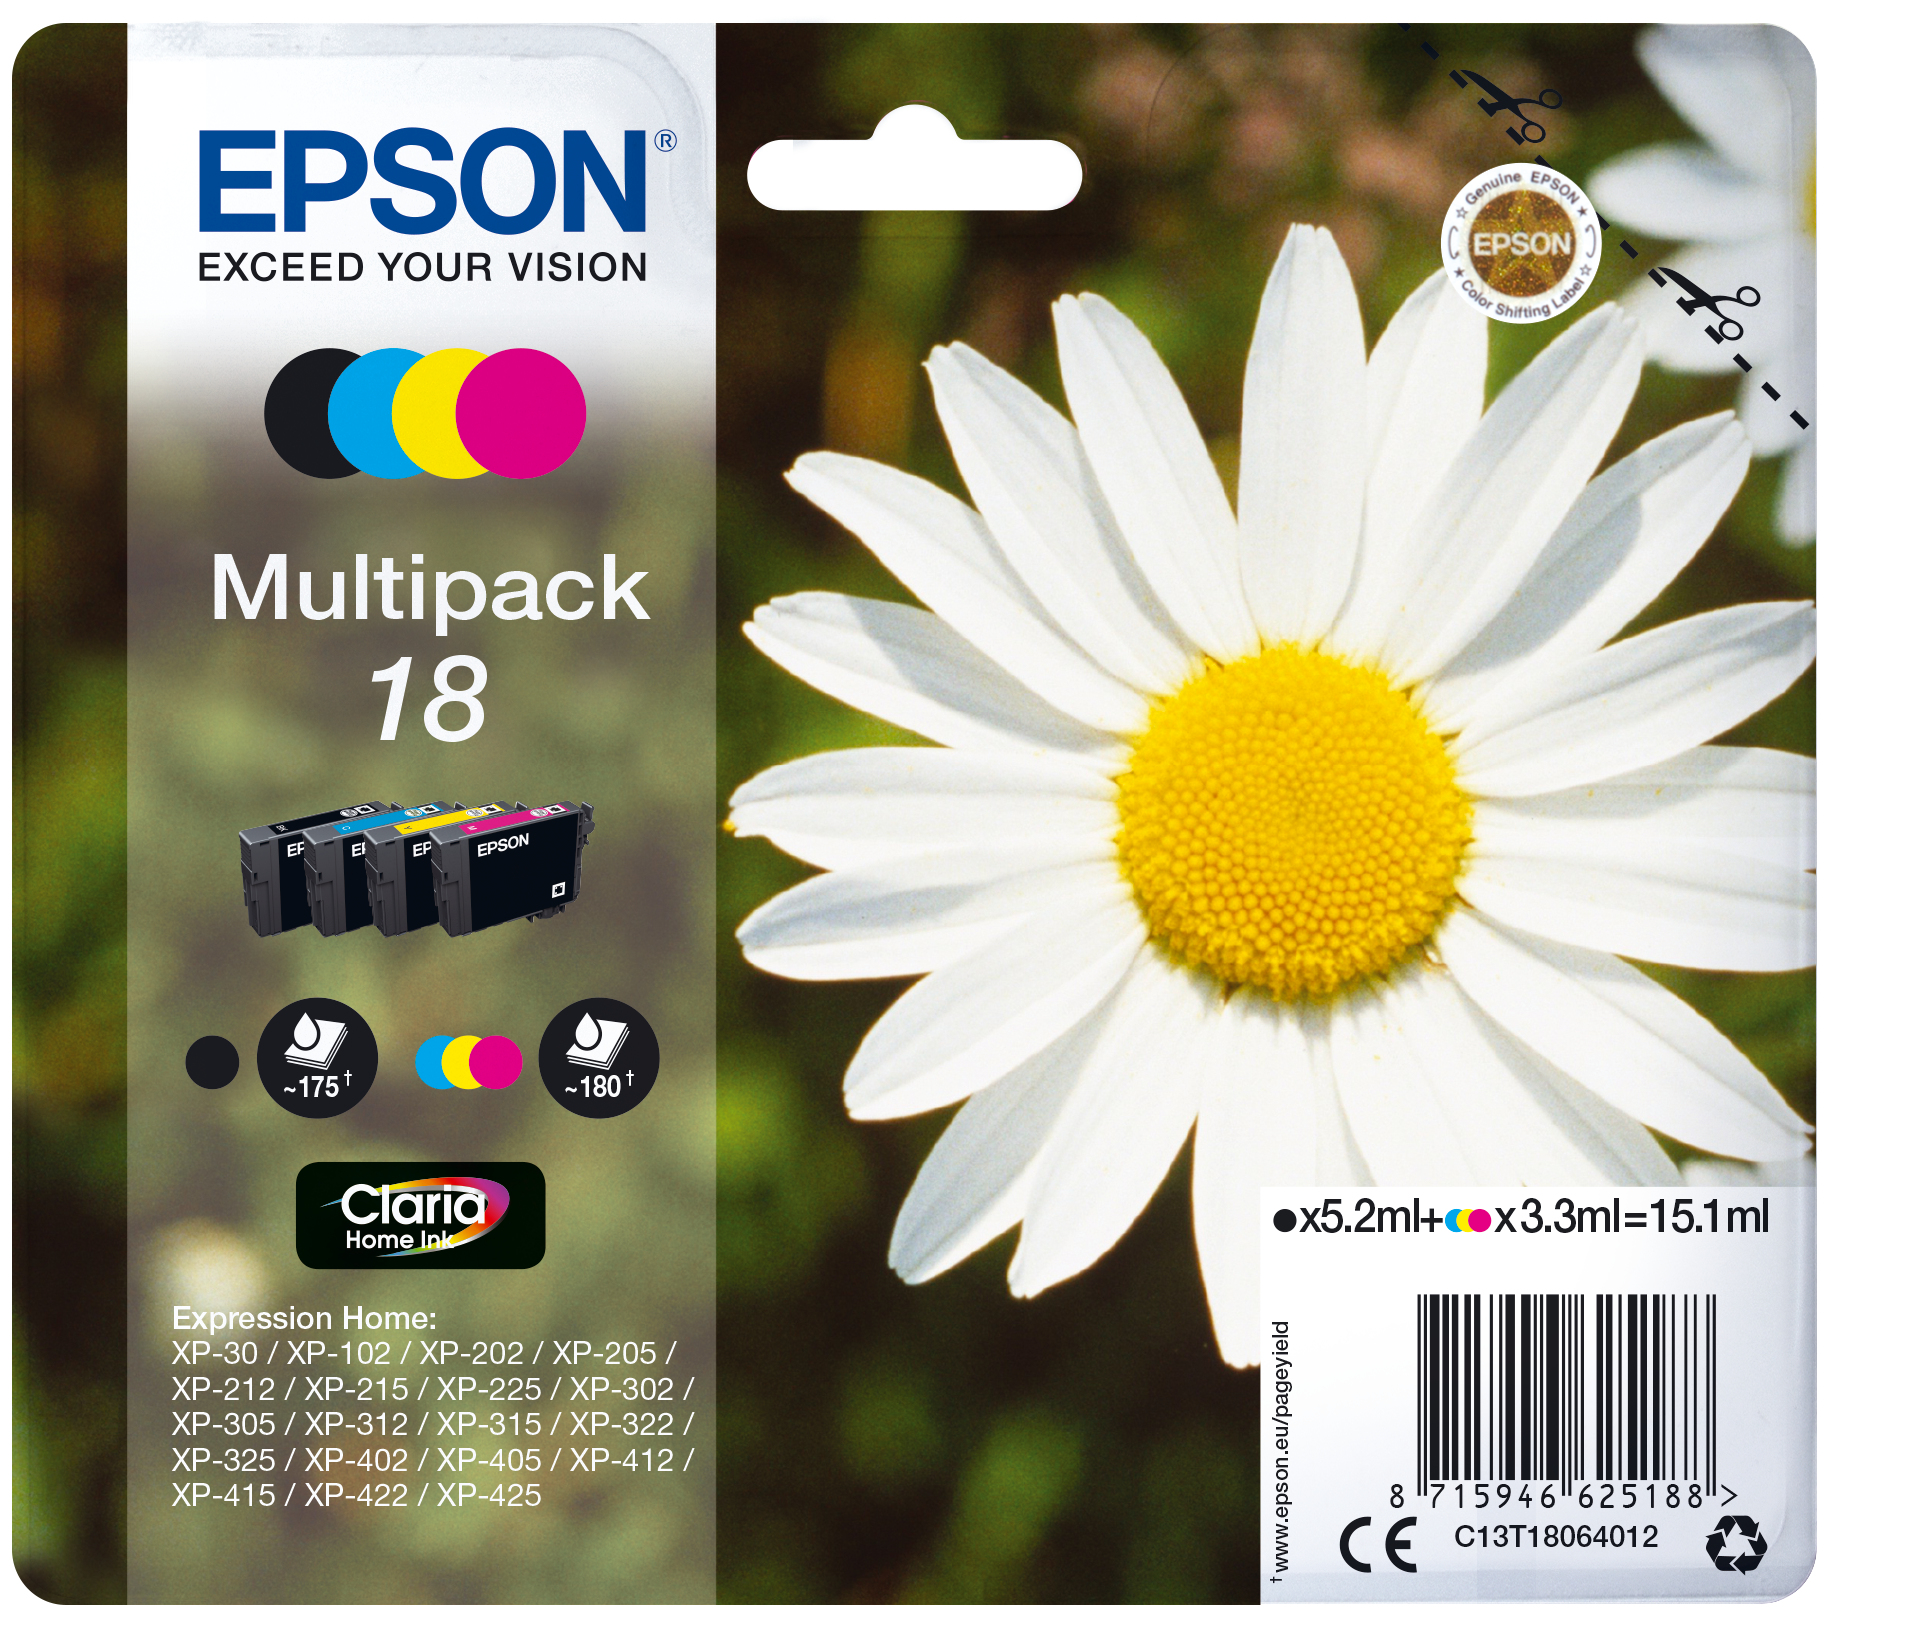 EPSON®
EXCEED YOUR VISION
Genuine EPSON
EPSON
Color Shifting Label
Multipack
18
EPSON
~175†
~180†
Claria
Home Ink
Expression Home:
XP-30 / XP-102 / XP-202 / XP-205 /
XP-212 / XP-215 / XP-225 / XP-302 /
XP-305 / XP-312 / XP-315 / XP-322 /
XP-325 / XP-402 / XP-405 / XP-412 /
XP-415 / XP-422 / XP-425
x5.2ml+ x3.3ml=15.1ml
† www.epson.eu/pageyield
8 715946 625188 >
CE
C13T18064012